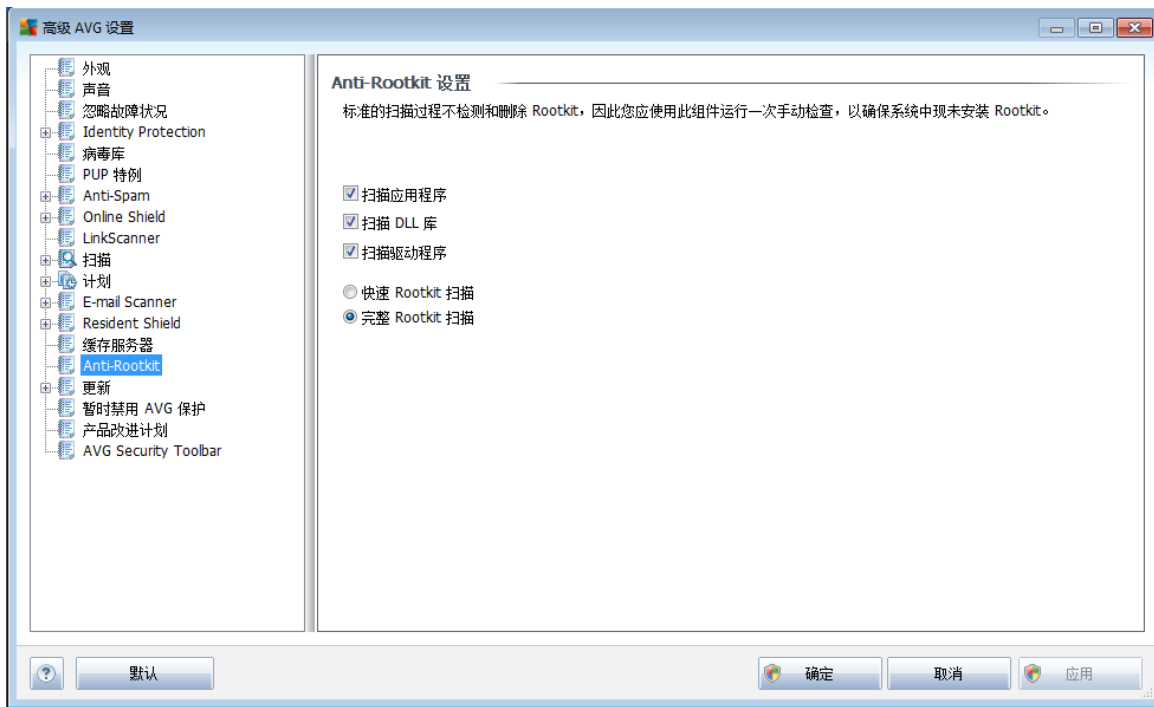 高级 AVG 设置
外观
声音
忽略故障状况
Identity Protection
病毒库
PUP 特例
Anti-Spam
Online Shield
LinkScanner
扫描
计划
E-mail Scanner
Resident Shield
缓存服务器
Anti-Rootkit
更新
暂时禁用 AVG 保护
产品改进计划
AVG Security Toolbar
Anti-Rootkit 设置
标准的扫描过程不检测和删除 Rootkit，因此您应使用此组件运行一次手动检查，以确保系统中现未安装 Rootkit。
扫描应用程序
扫描 DLL 库
扫描驱动程序
快速 Rootkit 扫描
完整 Rootkit 扫描
?
默认
确定
取消
应用